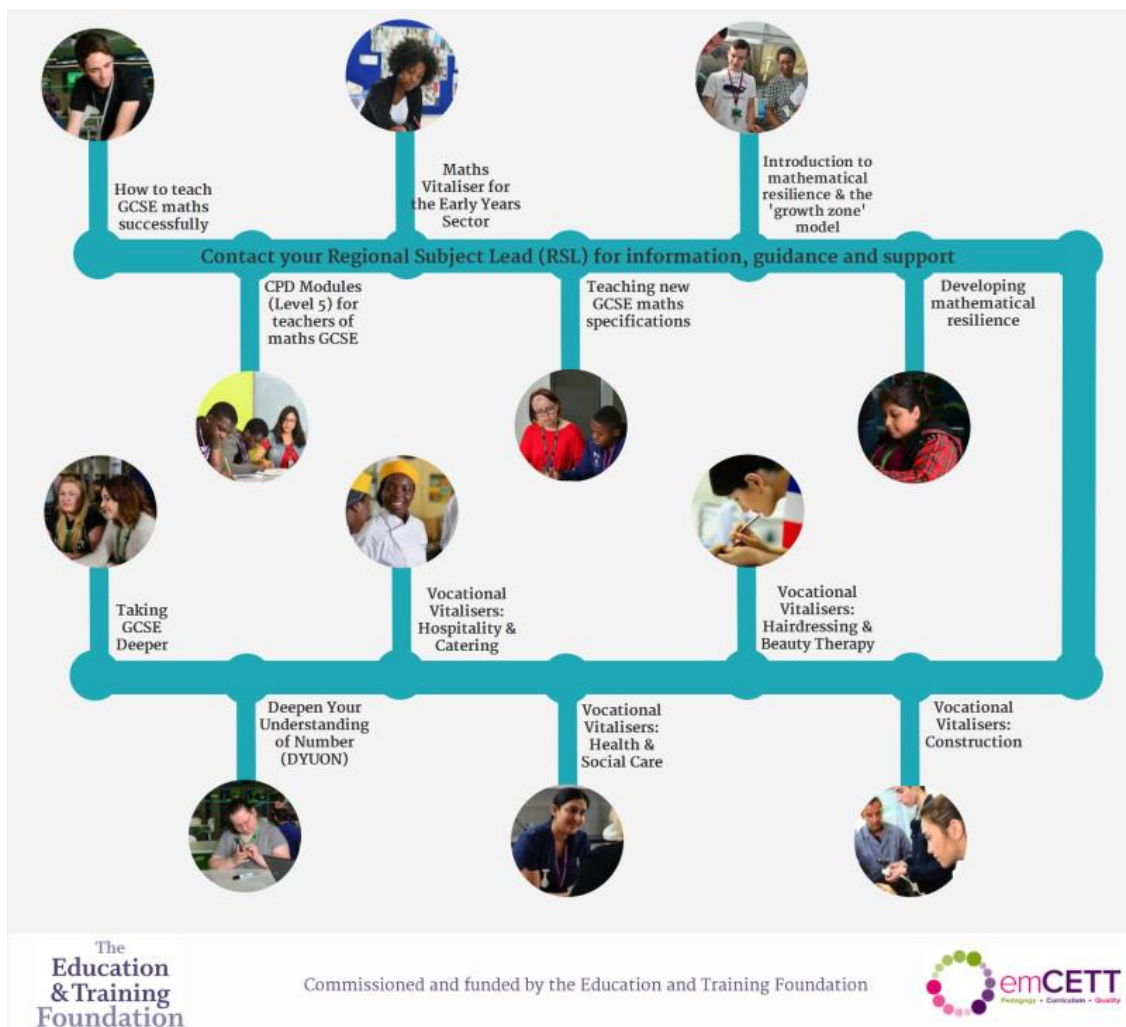 How to teach
GCSE maths
successfully
Maths
Vitaliser for
the Early Years
Sector
Introduction to
mathematical
resilience & the
'growth zone'
model
Contact your Regional Subject Lead (RSL) for information, guidance and support
CPD Modules
(Level 5) for
teachers of
maths GCSE
Teaching new
GCSE maths
specifications
Developing
mathematical
resilience
Taking
GCSE
Deeper
Vocational
Vitalisers:
Hospitality &
Catering
Vocational
Vitalisers:
Hairdressing &
Beauty Therapy
Deepen Your
Understanding
of Number
(DYUON)
Vocational
Vitalisers:
Health &
Social Care
Vocational
Vitalisers:
Construction
The
Education
& Training
Foundation
Commissioned and funded by the Education and Training Foundation
emCETT
Pedagogy • Curriculum • Quality